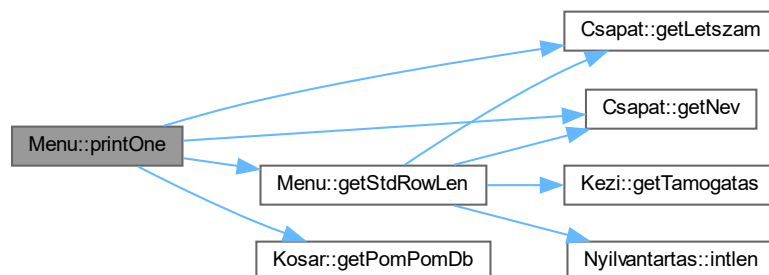 Csapat::getLetszam
Csapat::getNev
Menu::printOne
Menu::getStdRowLen
Kezi::getTamogatas
Kosar::getPomPomDb
Nyilvantartas::intlen